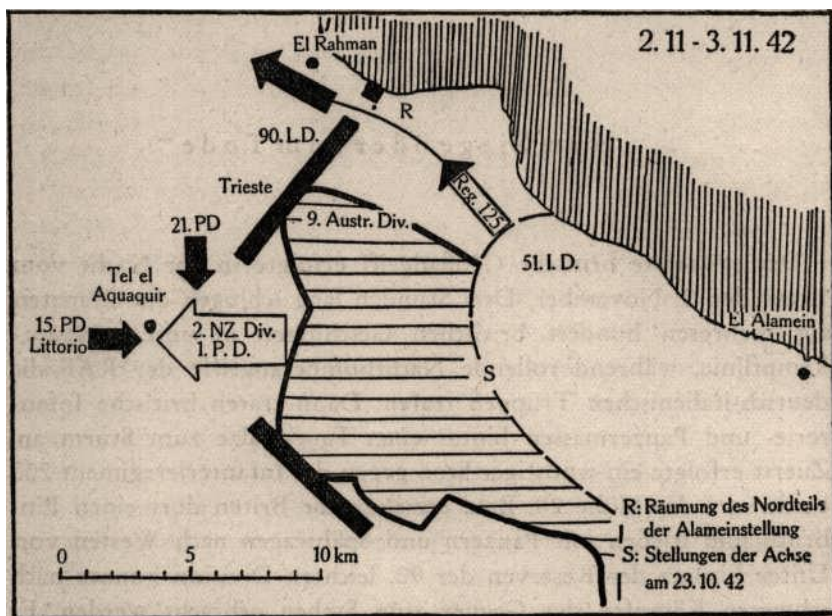 2.11 - 3.11. 42
El Rahman
R
90.L.D.
Trieste
Reg. 125
9. Austr. Div.
21. PD
51.I.D.
Tel el
Aquaquir
15. PD
Littorio
2. NZ. Div.
1. P. D.
El Alamein
S
R: Räumung des Nordteils
der Alameinstellung
S: Stellungen der Achse
am 23.10. 42
0 5 10 km